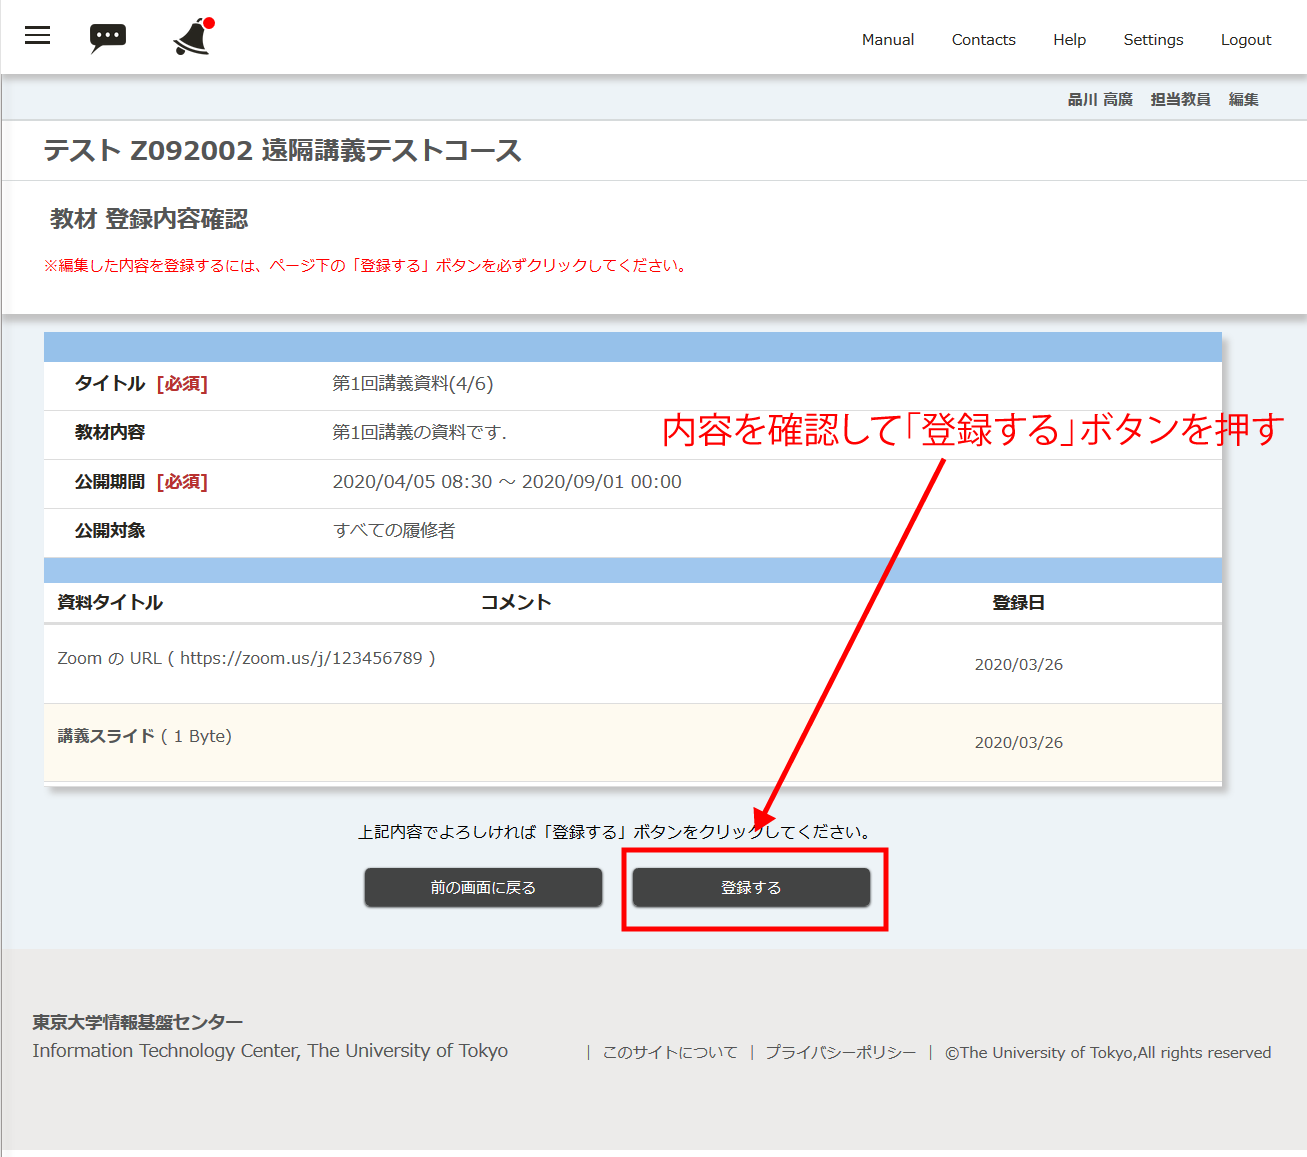 Manual Contacts Help Settings Logout
品川 高廣 担当教員 編集
テスト Z092002 遠隔講義テストコース
教材 登録内容確認
※編集した内容を登録するには、ページ下の「登録する」ボタンを必ずクリックしてください。
タイトル [必須] 第1回講義資料(4/6)
内容を確認して「登録する」ボタンを押す
教材内容 第1回講義の資料です.
公開期間 [必須] 2020/04/05 08:30 ～ 2020/09/01 00:00
公開対象 すべての履修者
資料タイトル コメント 登録日
Zoom の URL ( https://zoom.us/j/123456789 ) 2020/03/26
講義スライド ( 1 Byte) 2020/03/26
上記内容でよろしければ「登録する」ボタンをクリックしてください。
前の画面に戻る 登録する
東京大学情報基盤センター
Information Technology Center, The University of Tokyo | このサイトについて | プライバシーポリシー | ©The University of Tokyo,All rights reserved